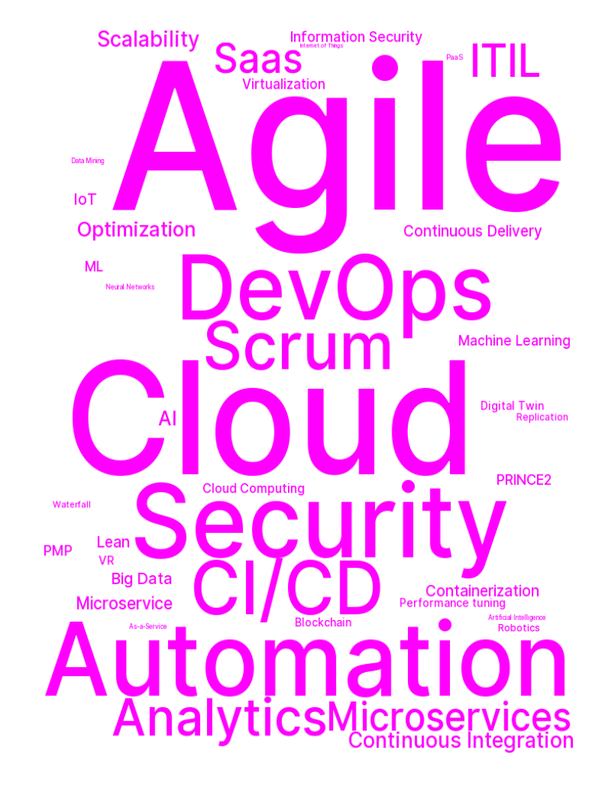 Scalability
Information Security
Internet of Things
Saas
PaaS
ITIL
Virtualization
Agile
Data Mining
IoT
Optimization
Continuous Delivery
ML
DevOps
Neural Networks
Scrum
Machine Learning
Cloud
AI
Digital Twin
Replication
PRINCE2
Cloud Computing
Security
Waterfall
Lean
PMP
VR
Big Data
CI/CD
Containerization
Microservice
Performance tuning
Artificial Intelligence
Blockchain
As-a-Service
Robotics
Automation
Analytics
Microservices
Continuous Integration